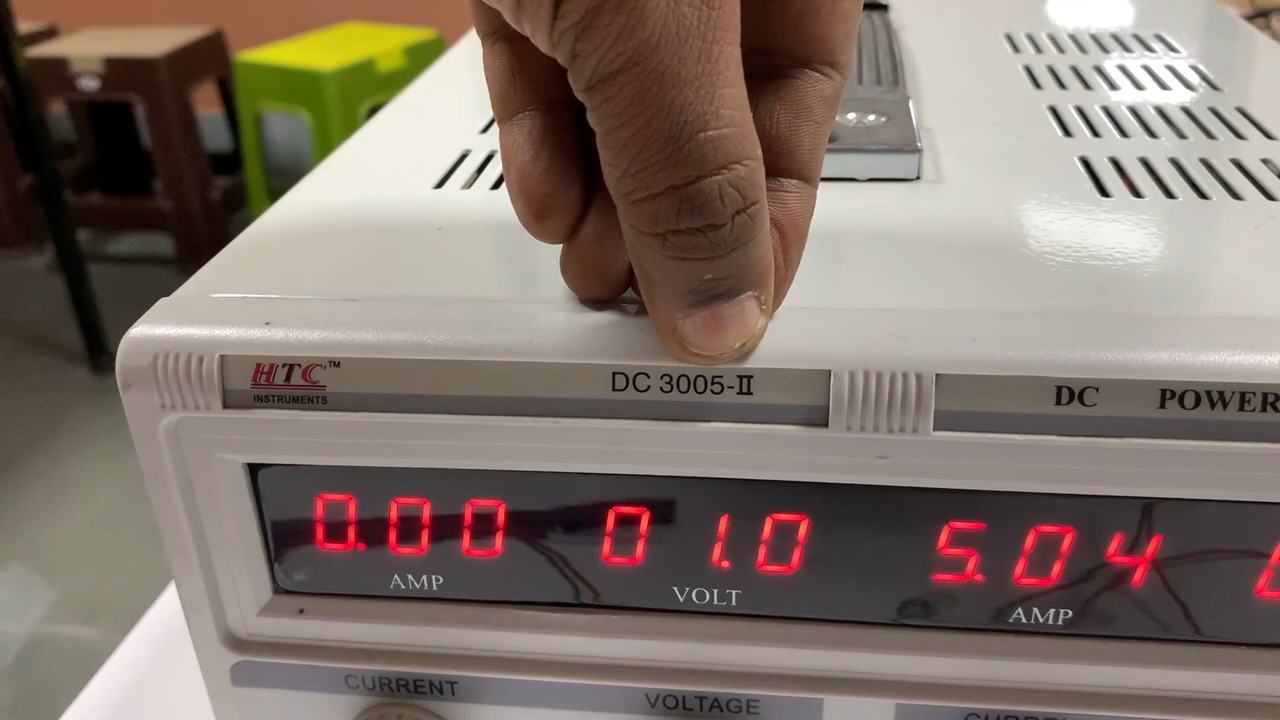 HTC™
INSTRUMENTS
DC 3005-II
DC POWER
0.00
01.0
5.04
AMP
VOLT
AMP
CURRENT
VOLTAGE